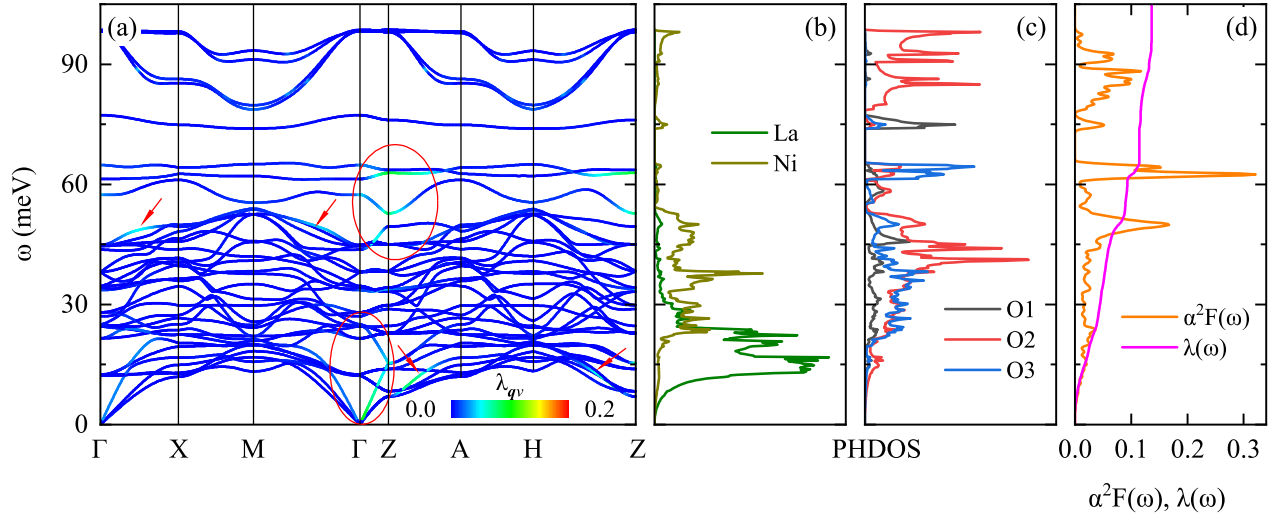 (a)
(b)
(c)
(d)
ω (meV)
90
60
30
0
La
Ni
O1
O2
O3
α²F(ω)
λ(ω)
λqν
0.0
0.2
Γ X M Γ Z A H Z
PHDOS
0.0 0.1 0.2 0.3
α²F(ω), λ(ω)